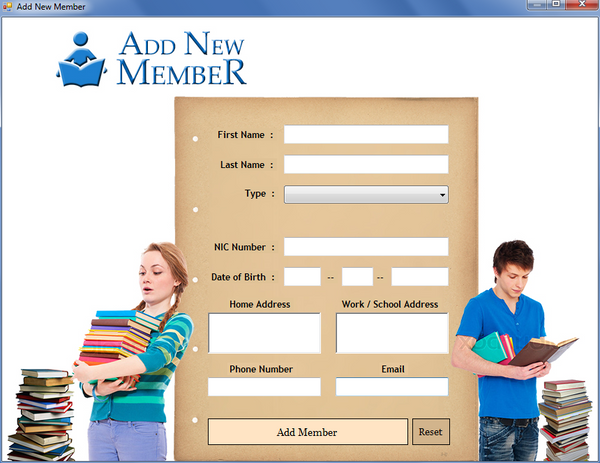 Add New Member
ADD NEW
MEMBER
First Name :
Last Name :
Type :
NIC Number :
Date of Birth : -- --
Home Address Work / School Address
Phone Number Email
Add Member Reset